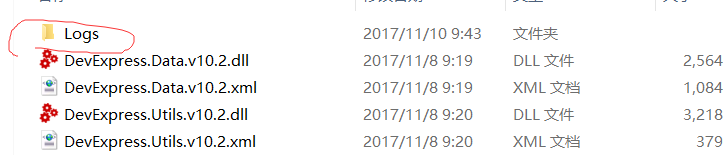 Logs 2017/11/10 9:43 文件夹
DevExpress.Data.v10.2.dll 2017/11/8 9:19 DLL 文件 2,564
DevExpress.Data.v10.2.xml 2017/11/8 9:19 XML 文档 1,084
DevExpress.Utils.v10.2.dll 2017/11/8 9:20 DLL 文件 3,218
DevExpress.Utils.v10.2.xml 2017/11/8 9:20 XML 文档 379